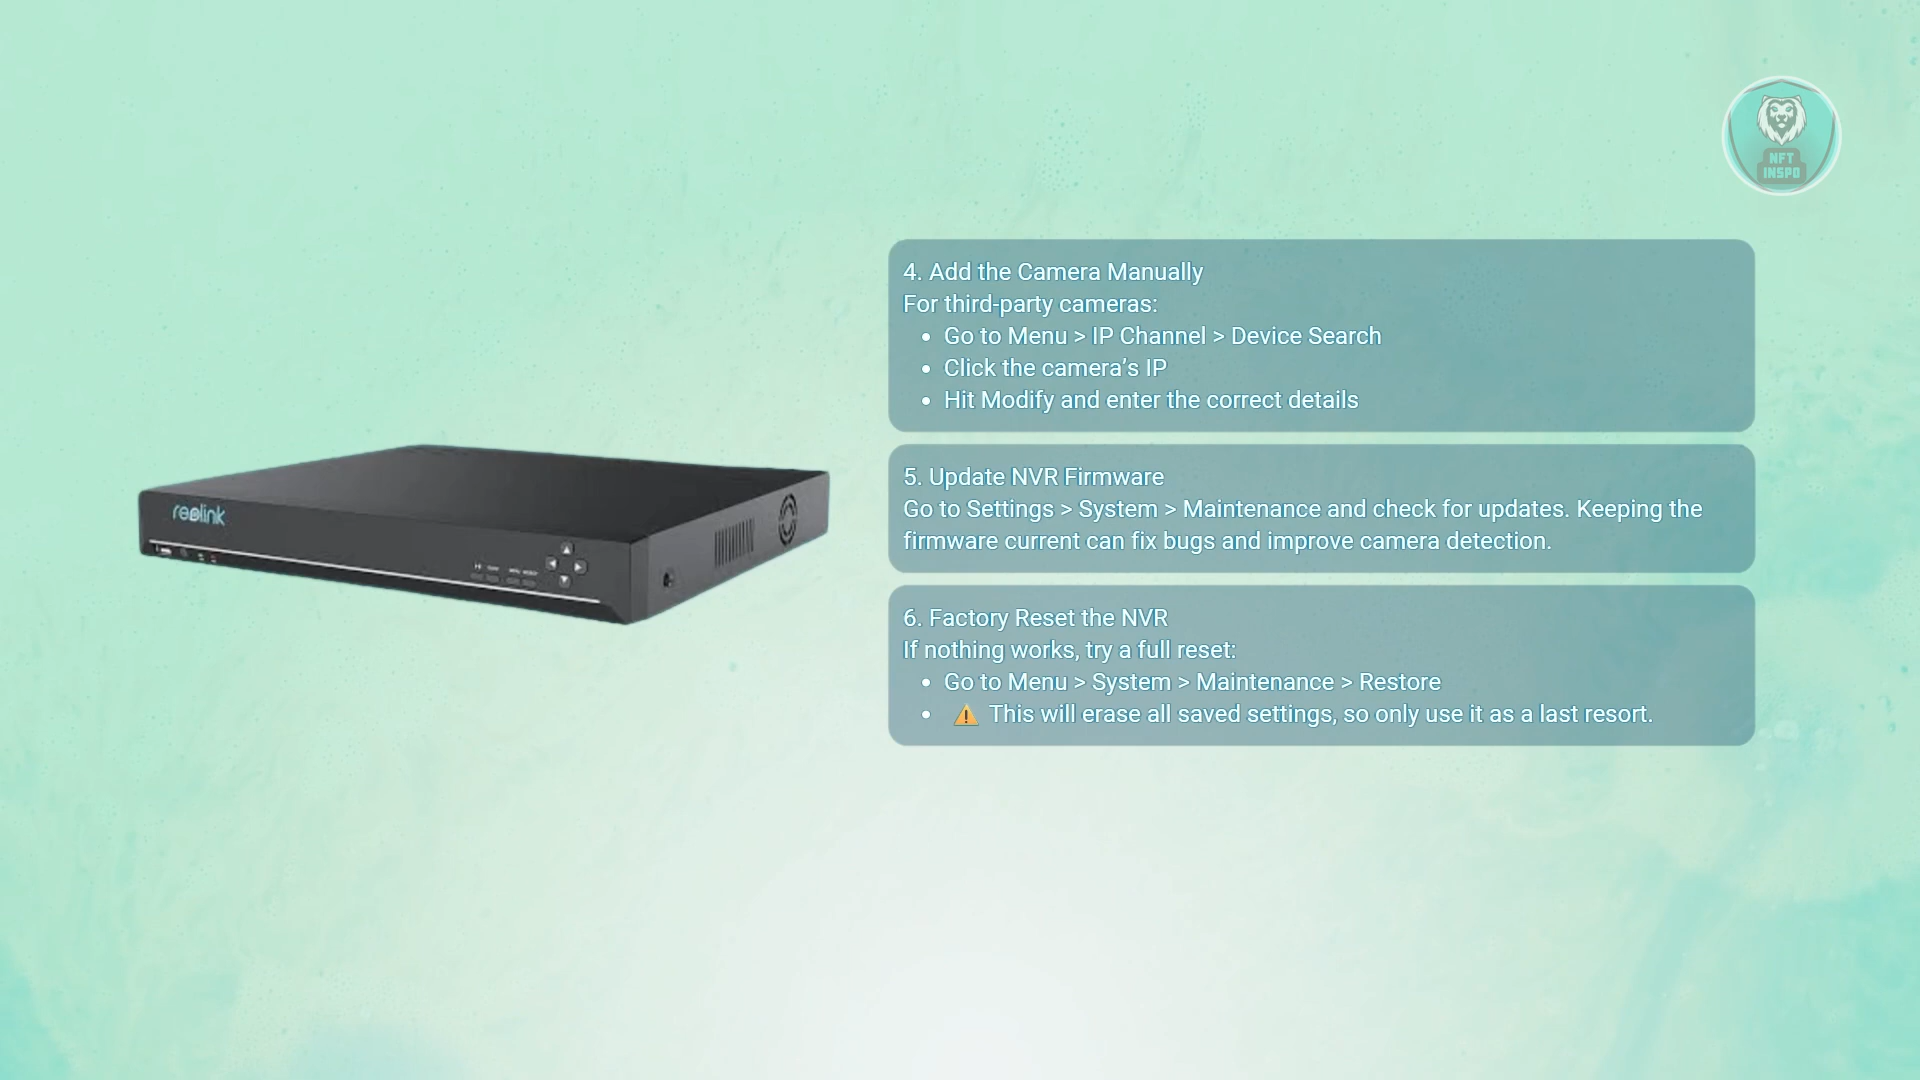 NFT
INSPO
4. Add the Camera Manually
For third-party cameras:
• Go to Menu > IP Channel > Device Search
• Click the camera’s IP
• Hit Modify and enter the correct details
reolink
5. Update NVR Firmware
Go to Settings > System > Maintenance and check for updates. Keeping the
firmware current can fix bugs and improve camera detection.
6. Factory Reset the NVR
If nothing works, try a full reset:
• Go to Menu > System > Maintenance > Restore
• ⚠️ This will erase all saved settings, so only use it as a last resort.